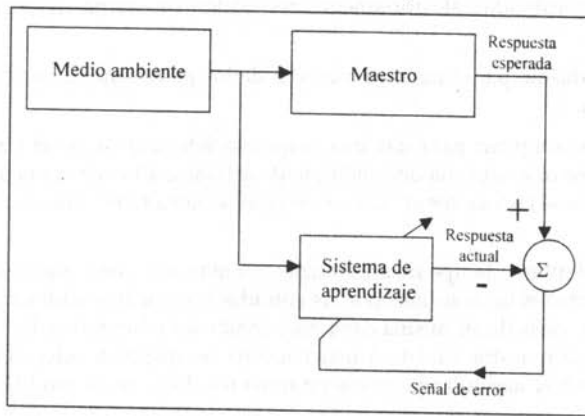 Respuesta
esperada
Medio ambiente
Maestro
+
Respuesta
actual
-
Σ
Sistema de
aprendizaje
Señal de error